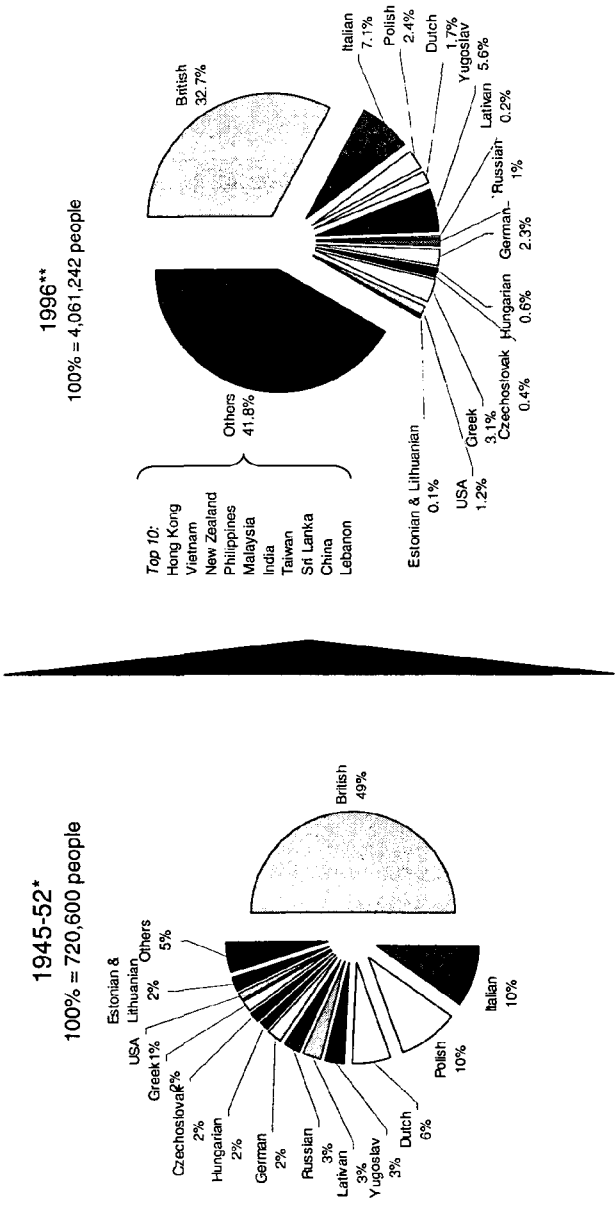 1945-52*
100% = 720,600 people
British
49%
Italian
10%
Polish
10%
Dutch
6%
Yugoslav
3%
Lativan
3%
Russian
3%
German
2%
Hungarian
2%
Czechoslovak
2%
Greek
2%
USA
1%
Estonian &
Lithuanian
2%
Others
5%
1996**
100% = 4,061,242 people
British
32.7%
Italian
7.1%
Polish
2.4%
Dutch
1.7%
Yugoslav
5.6%
Lativan
0.2%
Russian
1%
German
2.3%
Hungarian
0.6%
Czechoslovak
0.4%
Greek
3.1%
USA
1.2%
Estonian & Lithuanian
0.1%
Others
41.8%
Top 10:
Hong Kong
Vietnam
New Zealand
Philippines
Malaysia
India
Taiwan
Sri Lanka
China
Lebanon